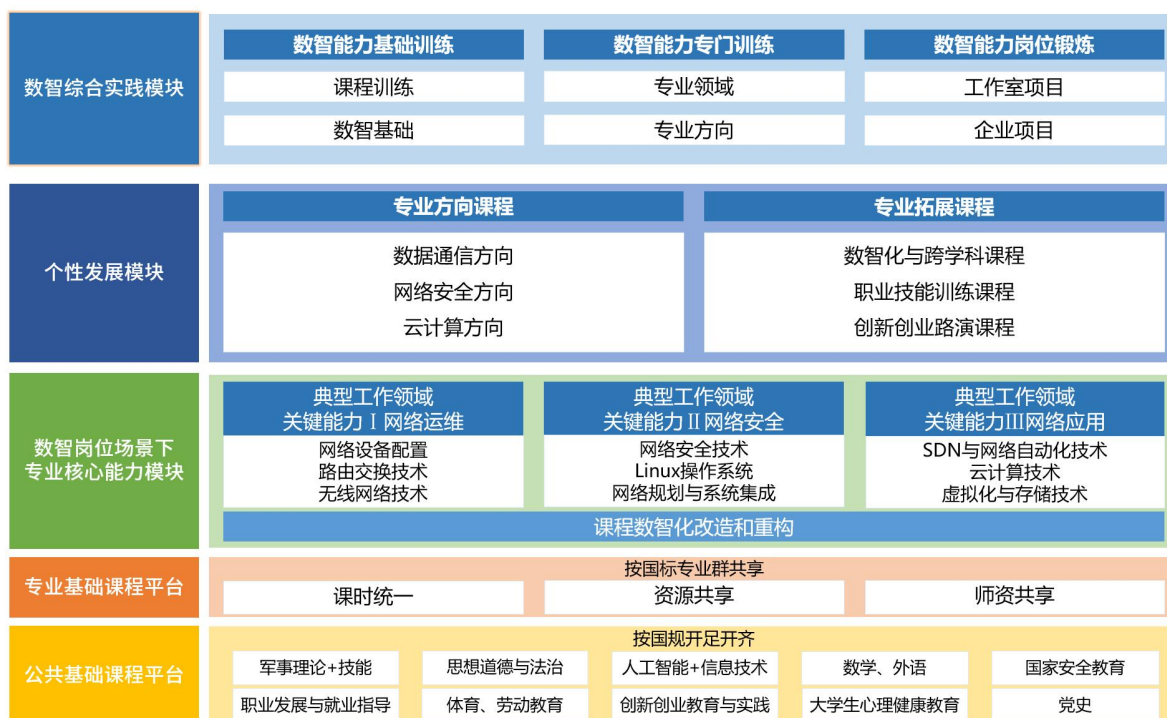 数智综合实践模块
数智能力基础训练
数智能力专门训练
数智能力岗位锻炼
课程训练
专业领域
工作室项目
数智基础
专业方向
企业项目
个性发展模块
专业方向课程
数据通信方向
网络安全方向
云计算方向
专业拓展课程
数智化与跨学科课程
职业技能训练课程
创新创业路演课程
数智岗位场景下
专业核心能力模块
典型工作领域
关键能力Ⅰ网络运维
网络设备配置
路由交换技术
无线网络技术
典型工作领域
关键能力Ⅱ网络安全
网络安全技术
Linux操作系统
网络规划与系统集成
典型工作领域
关键能力III网络应用
SDN与网络自动化技术
云计算技术
虚拟化与存储技术
课程数智化改造和重构
专业基础课程平台
按国标专业群共享
课时统一
资源共享
师资共享
公共基础课程平台
按国规开足开齐
军事理论+技能
思想道德与法治
人工智能+信息技术
数学、外语
国家安全教育
职业发展与就业指导
体育、劳动教育
创新创业教育与实践
大学生心理健康教育
党史